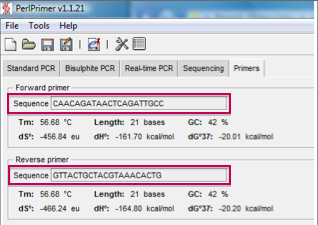 PerlPrimer v1.1.21
File Tools Help
Standard PCR Bisulphite PCR Real-time PCR Sequencing Primers
Forward primer
Sequence CAACAGATAACTCAGATTGCC
Tm: 56.68 °C Length: 21 bases GC: 42 %
dS°: -456.84 eu dH°: -161.70 kcal/mol dG°37: -20.01 kcal/mol
Reverse primer
Sequence GTTACTGCTACGTAAACACTG
Tm: 56.68 °C Length: 21 bases GC: 42 %
dS°: -466.24 eu dH°: -164.80 kcal/mol dG°37: -20.20 kcal/mol